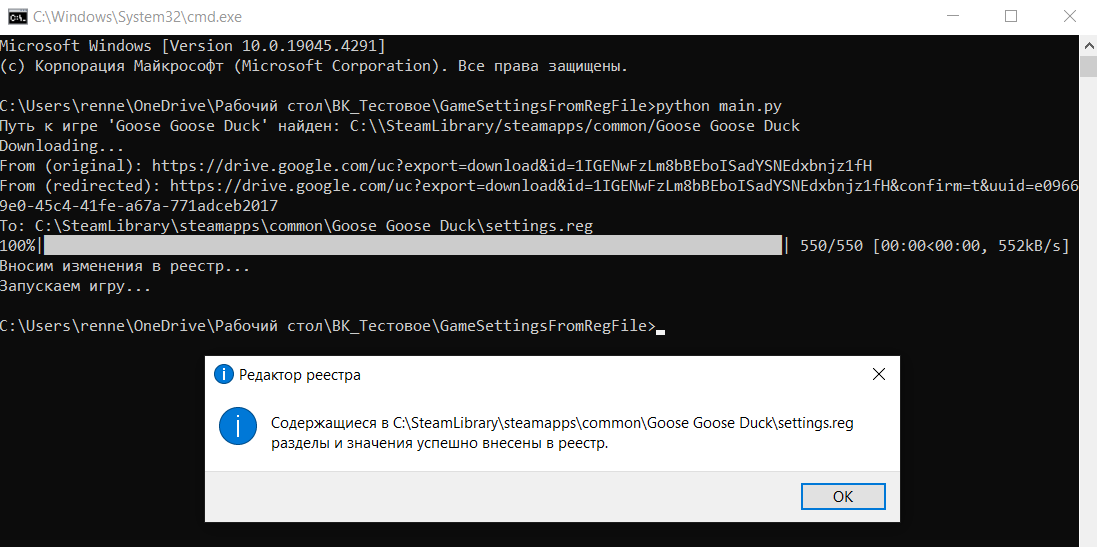 C:\Windows\System32\cmd.exe
Microsoft Windows [Version 10.0.19045.4291]
(c) Корпорация Майкрософт (Microsoft Corporation). Все права защищены.
C:\Users\renne\OneDrive\Рабочий стол\ВК_Тестовое\GameSettingsFromRegFile>python main.py
Путь к игре 'Goose Goose Duck' найден: C:\\SteamLibrary/steamapps/common/Goose Goose Duck
Downloading...
From (original): https://drive.google.com/uc?export=download&id=1IGENwFzLm8bBEboISadYSNEdxbnjz1fH
From (redirected): https://drive.google.com/uc?export=download&id=1IGENwFzLm8bBEboISadYSNEdxbnjz1fH&confirm=t&uuid=e0966
9e0-45c4-41fe-a67a-771adceb2017
To: C:\SteamLibrary\steamapps\common\Goose Goose Duck\settings.reg
100%| | 550/550 [00:00<00:00, 552kB/s]
Вносим изменения в реестр...
Запускаем игру...
C:\Users\renne\OneDrive\Рабочий стол\ВК_Тестовое\GameSettingsFromRegFile>
Редактор реестра
Содержащиеся в C:\SteamLibrary\steamapps\common\Goose Goose Duck\settings.reg
разделы и значения успешно внесены в реестр.
OK